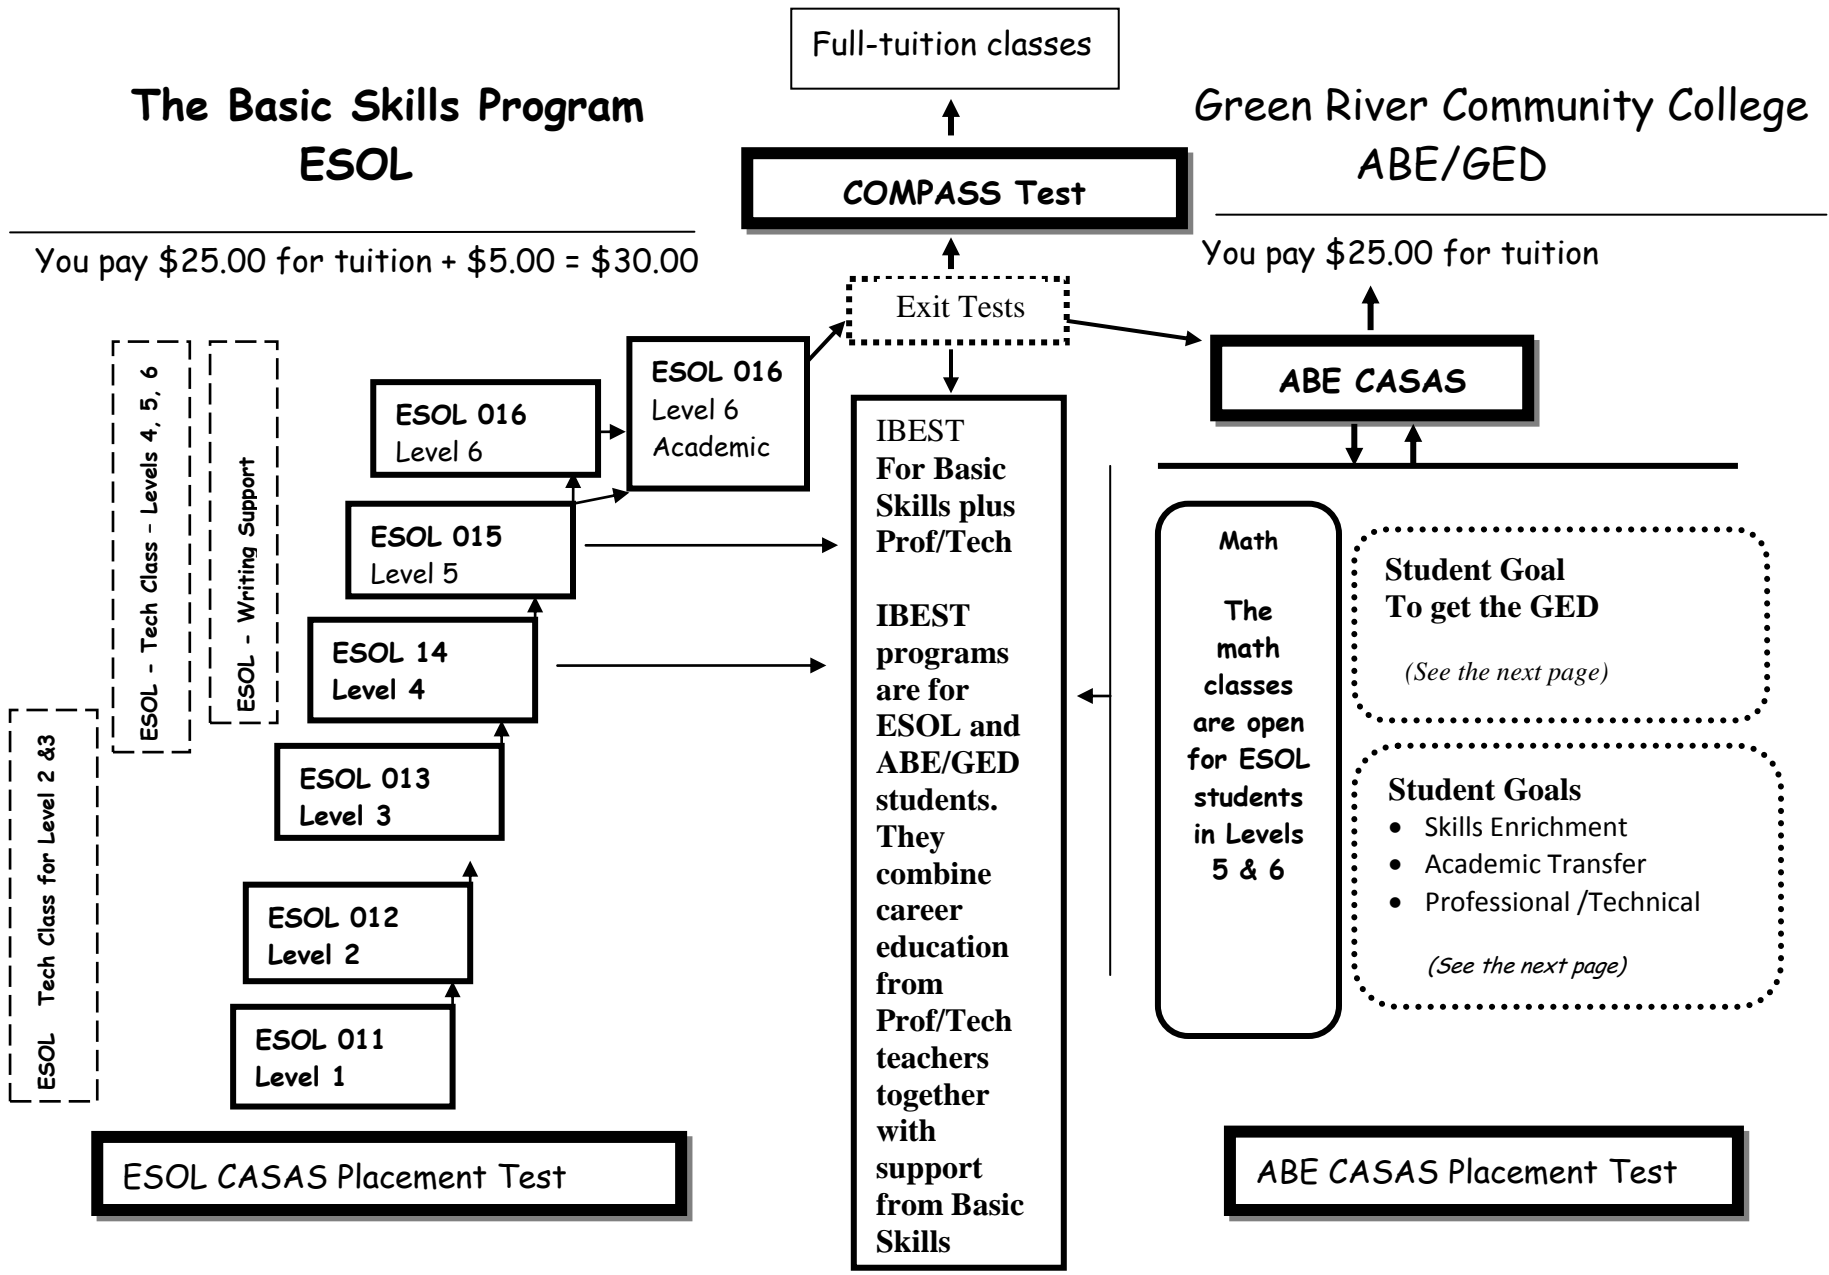 Full-tuition classes
The Basic Skills Program
ESOL
Green River Community College
ABE/GED
COMPASS Test
You pay $25.00 for tuition + $5.00 = $30.00
You pay $25.00 for tuition
Exit Tests
ABE CASAS
ESOL - Tech Class - Levels 4, 5, 6
ESOL - Writing Support
ESOL Tech Class for Level 2 &3
ESOL 016
Level 6
Academic
ESOL 016
Level 6
ESOL 015
Level 5
ESOL 14
Level 4
ESOL 013
Level 3
ESOL 012
Level 2
ESOL 011
Level 1
ESOL CASAS Placement Test
IBEST
For Basic
Skills plus
Prof/Tech
IBEST
programs
are for
ESOL and
ABE/GED
students.
They
combine
career
education
from
Prof/Tech
teachers
together
with
support
from Basic
Skills
Math
The
math
classes
are open
for ESOL
students
in Levels
5 & 6
Student Goal
To get the GED
(See the next page)
Student Goals
• Skills Enrichment
• Academic Transfer
• Professional /Technical
(See the next page)
ABE CASAS Placement Test